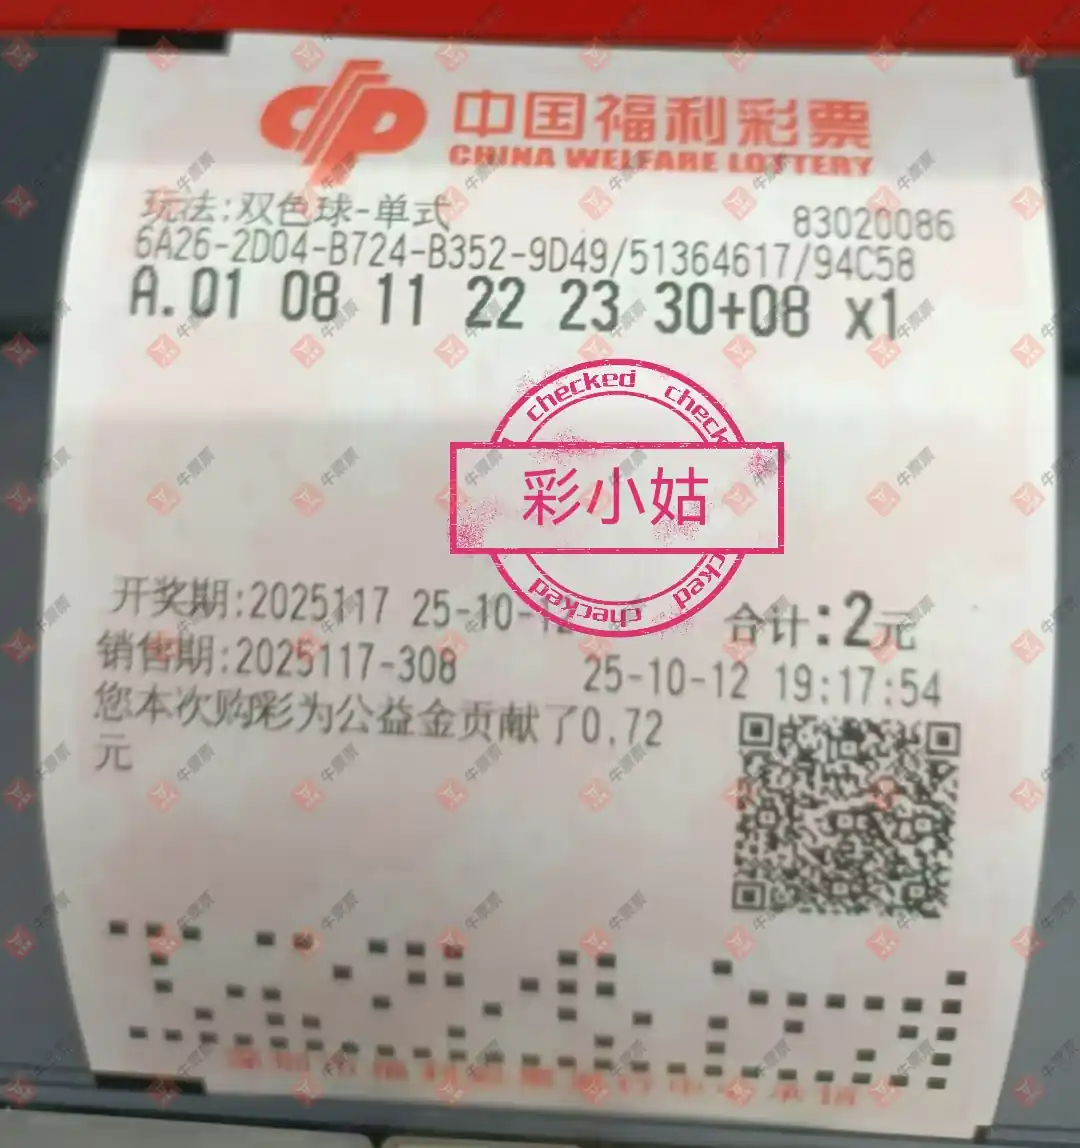 中国福利彩票
CHINA WELFARE LOTTERY
玩法:双色球-单式
83020086
6A26-2D04-B724-B352-9D49/51364617/94C58
A.01 08 11 22 23 30+08 x1
checked checked
彩小姑
checked checked checked
开奖期:2025117 25-10-12
合计:2元
销售期:2025117-308
25-10-12 19:17:54
您本次购彩为公益金贡献了0.72
元
牛票票